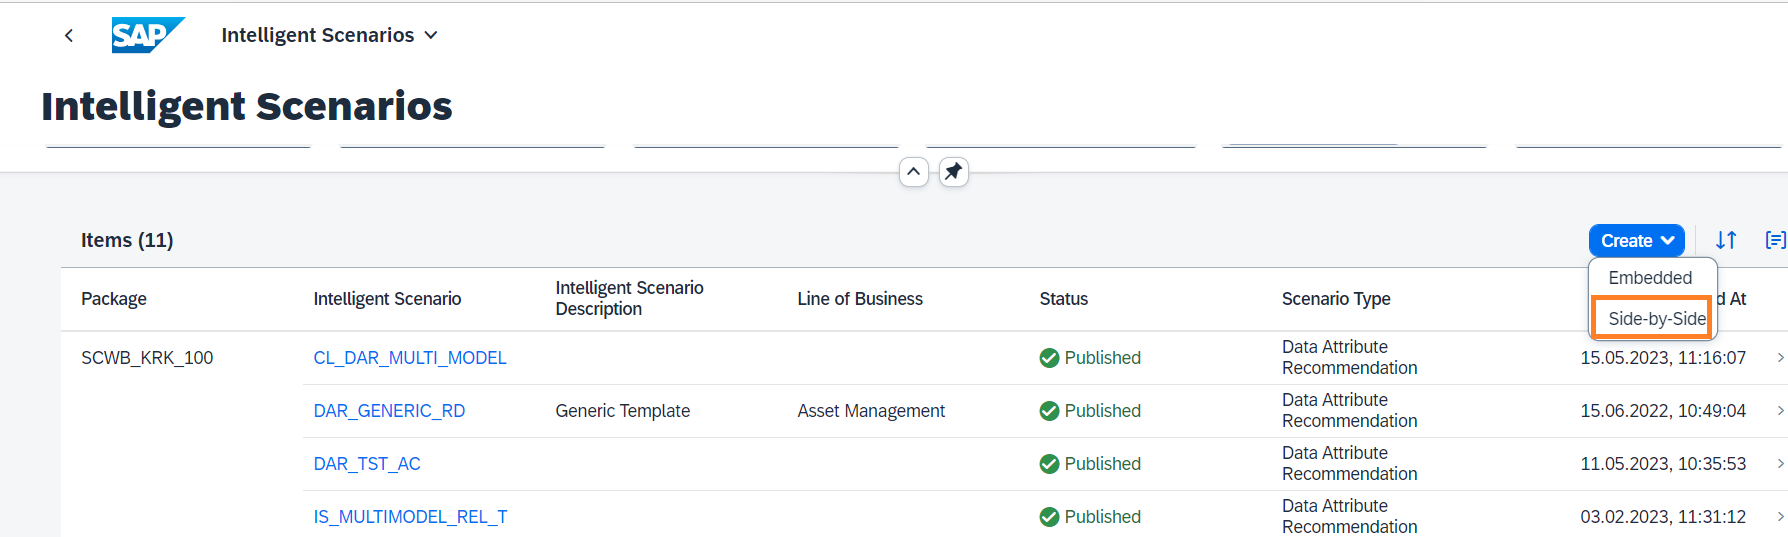 SAP Intelligent Scenarios
Intelligent Scenarios
Items (11)
Create
Embedded
Side-by-Side
Package
Intelligent Scenario
Intelligent Scenario
Description
Line of Business
Status
Scenario Type
d At
SCWB_KRK_100
CL_DAR_MULTI_MODEL
Published
Data Attribute
Recommendation
15.05.2023, 11:16:07
DAR_GENERIC_RD
Generic Template
Asset Management
Published
Data Attribute
Recommendation
15.06.2022, 10:49:04
DAR_TST_AC
Published
Data Attribute
Recommendation
11.05.2023, 10:35:53
IS_MULTIMODEL_REL_T
Published
Data Attribute
Recommendation
03.02.2023, 11:31:12